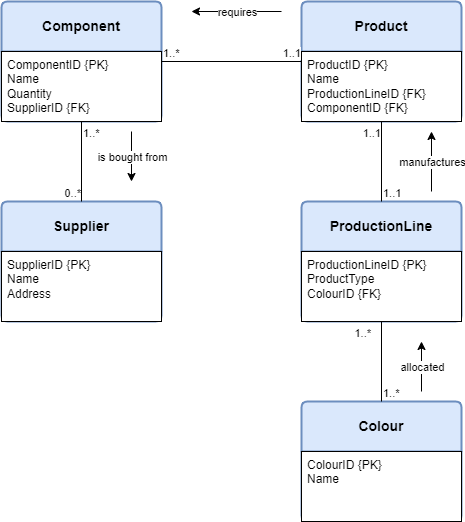 Component
requires
Product
ComponentID {PK}
Name
Quantity
SupplierID {FK}
1..*
1..1
ProductID {PK}
Name
ProductionLineID {FK}
ComponentID {FK}
1..*
is bought from
0..*
1..1
manufactures
1..1
Supplier
SupplierID {PK}
Name
Address
ProductionLine
ProductionLineID {PK}
ProductType
ColourID {FK}
1..*
allocated
1..*
Colour
ColourID {PK}
Name